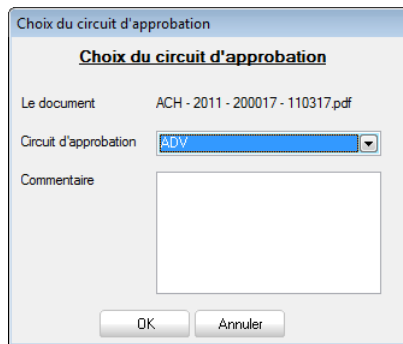 Choix du circuit d'approbation
Choix du circuit d'approbation
Le document ACH - 2011 - 200017 - 110317.pdf
Circuit d'approbation ADV
Commentaire
OK Annuler